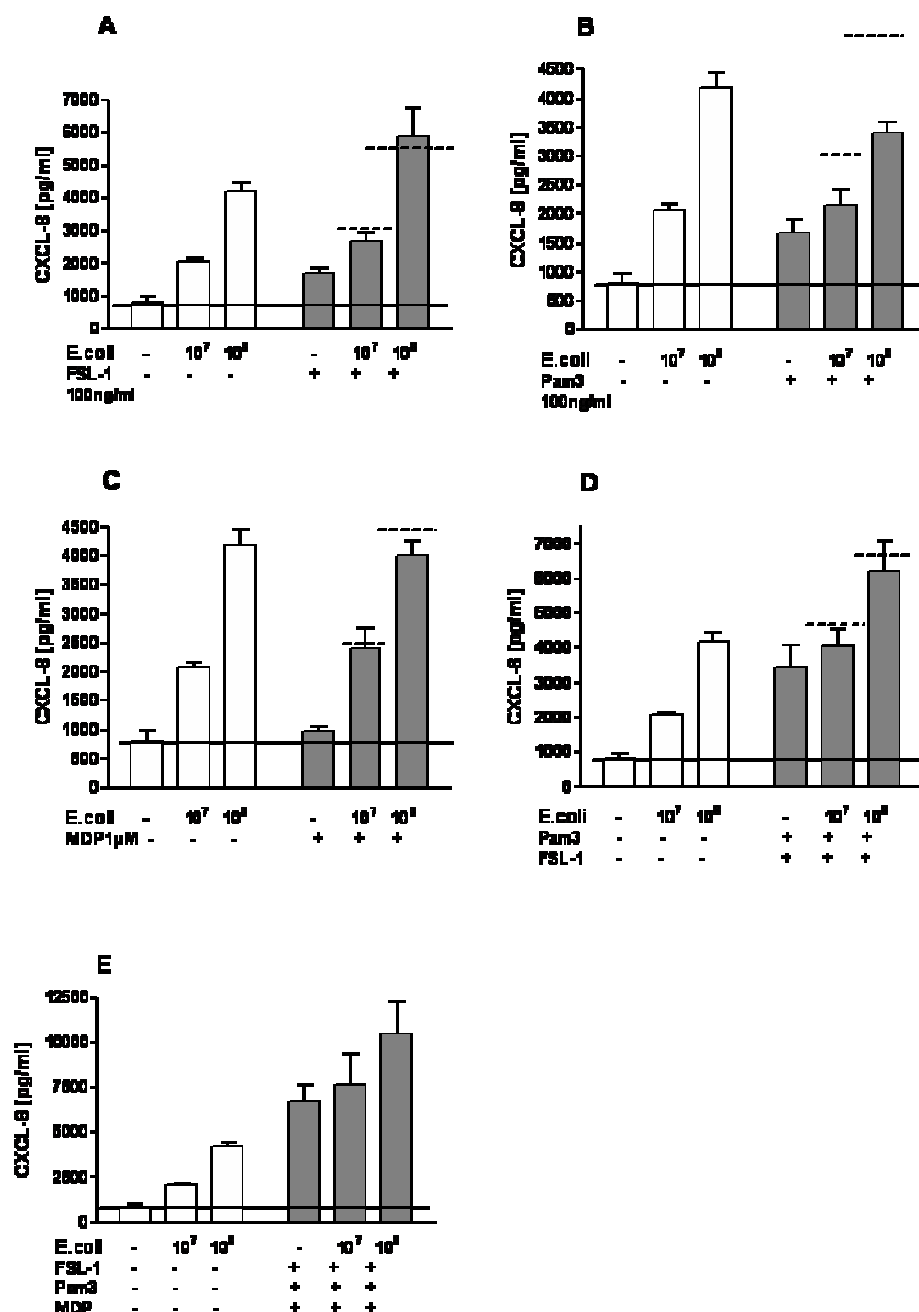 A
CXCL-8 [pg/ml]
7000
6000
5000
4000
3000
2000
1000
0
E.coli - 10⁷ 10⁸ - 10⁷ 10⁸
FSL-1 - - - + + +
100ng/ml
B
CXCL-8 [pg/ml]
4500
4000
3500
3000
2500
2000
1500
1000
500
0
E.coli - 10⁷ 10⁸ - 10⁷ 10⁸
Pam3 - - - + + +
100ng/ml
C
CXCL-8 [pg/ml]
4500
4000
3500
3000
2500
2000
1500
1000
500
0
E.coli - 10⁷ 10⁸ - 10⁷ 10⁸
MDP1µM - - - + + +
D
CXCL-8 [pg/ml]
7000
6000
5000
4000
3000
2000
1000
0
E.coli - 10⁷ 10⁸ - 10⁷ 10⁸
Pam3 - - - + + +
FSL-1 - - - + + +
E
CXCL-8 [pg/ml]
12500
10000
7500
5000
2500
0
E.coli - 10⁷ 10⁸ - 10⁷ 10⁸
FSL-1 - - - + + +
Pam3 - - - + + +
MDP - - - + + +